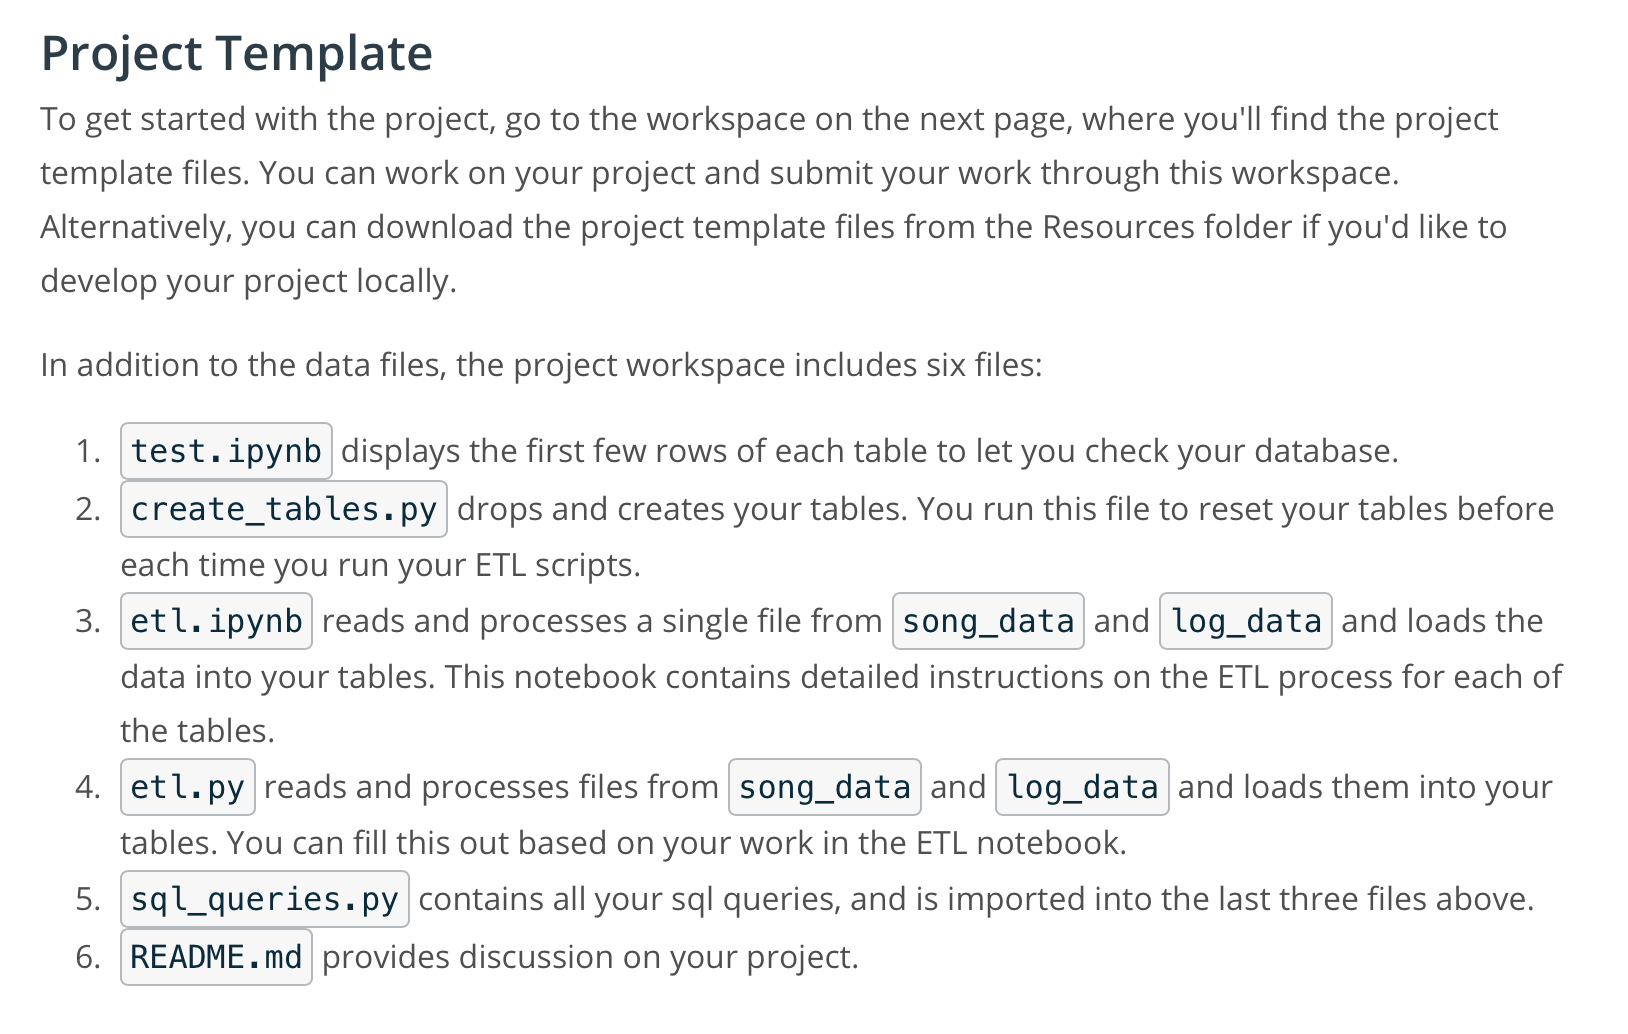 Project Template
To get started with the project, go to the workspace on the next page, where you'll find the project
template files. You can work on your project and submit your work through this workspace.
Alternatively, you can download the project template files from the Resources folder if you'd like to
develop your project locally.
In addition to the data files, the project workspace includes six files:
1. test.ipynb displays the first few rows of each table to let you check your database.
2. create_tables.py drops and creates your tables. You run this file to reset your tables before
each time you run your ETL scripts.
3. etl.ipynb reads and processes a single file from song_data and log_data and loads the
data into your tables. This notebook contains detailed instructions on the ETL process for each of
the tables.
4. etl.py reads and processes files from song_data and log_data and loads them into your
tables. You can fill this out based on your work in the ETL notebook.
5. sql_queries.py contains all your sql queries, and is imported into the last three files above.
6. README.md provides discussion on your project.